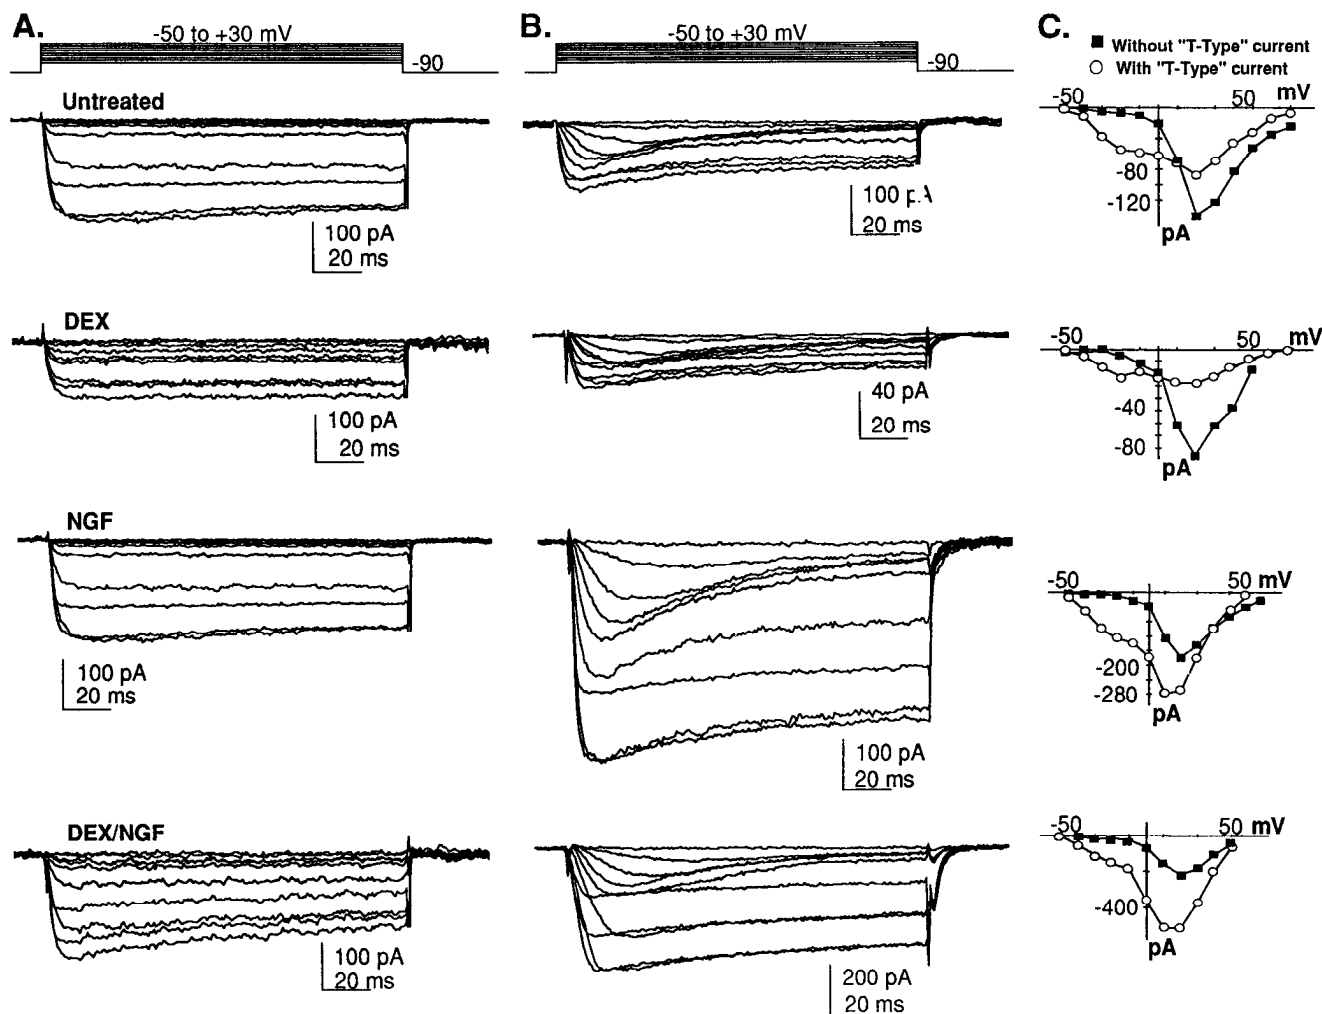 A.
-50 to +30 mV
-90
Untreated
100 pA
20 ms
DEX
100 pA
20 ms
NGF
100 pA
20 ms
DEX/NGF
100 pA
20 ms
B.
-50 to +30 mV
-90
100 pA
20 ms
40 pA
20 ms
100 pA
20 ms
200 pA
20 ms
C.
Without "T-Type" current
With "T-Type" current
-50 50 mV
-80
-120
pA
-50 50 mV
-40
-80
pA
-50 50 mV
-200
-280
pA
-50 50 mV
-400
pA